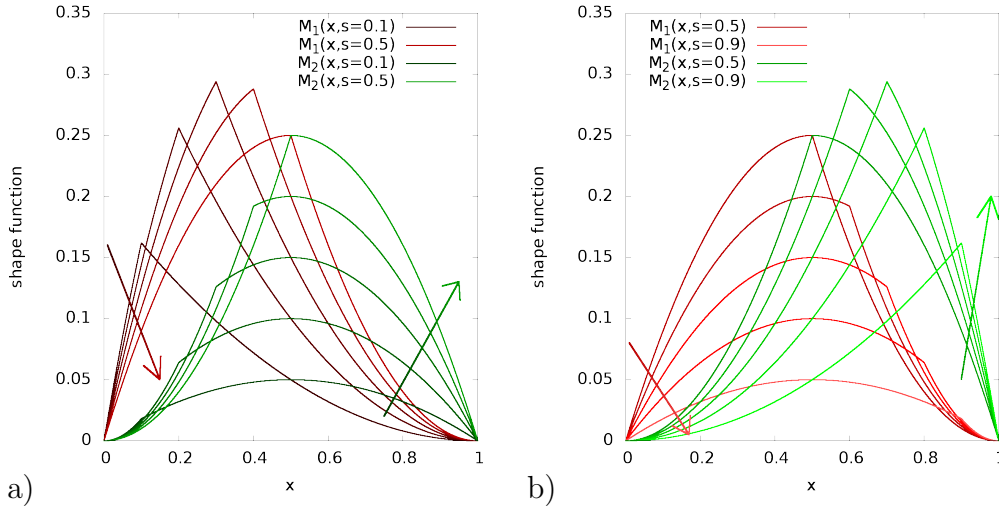 0.35
0.3
0.25
0.2
0.15
0.1
0.05
0
0 0.2 0.4 0.6 0.8 1
shape function
x
M1(x,s=0.1)
M1(x,s=0.5)
M2(x,s=0.1)
M2(x,s=0.5)
a)
0.35
0.3
0.25
0.2
0.15
0.1
0.05
0
0 0.2 0.4 0.6 0.8 1
shape function
x
M1(x,s=0.5)
M1(x,s=0.9)
M2(x,s=0.5)
M2(x,s=0.9)
b)